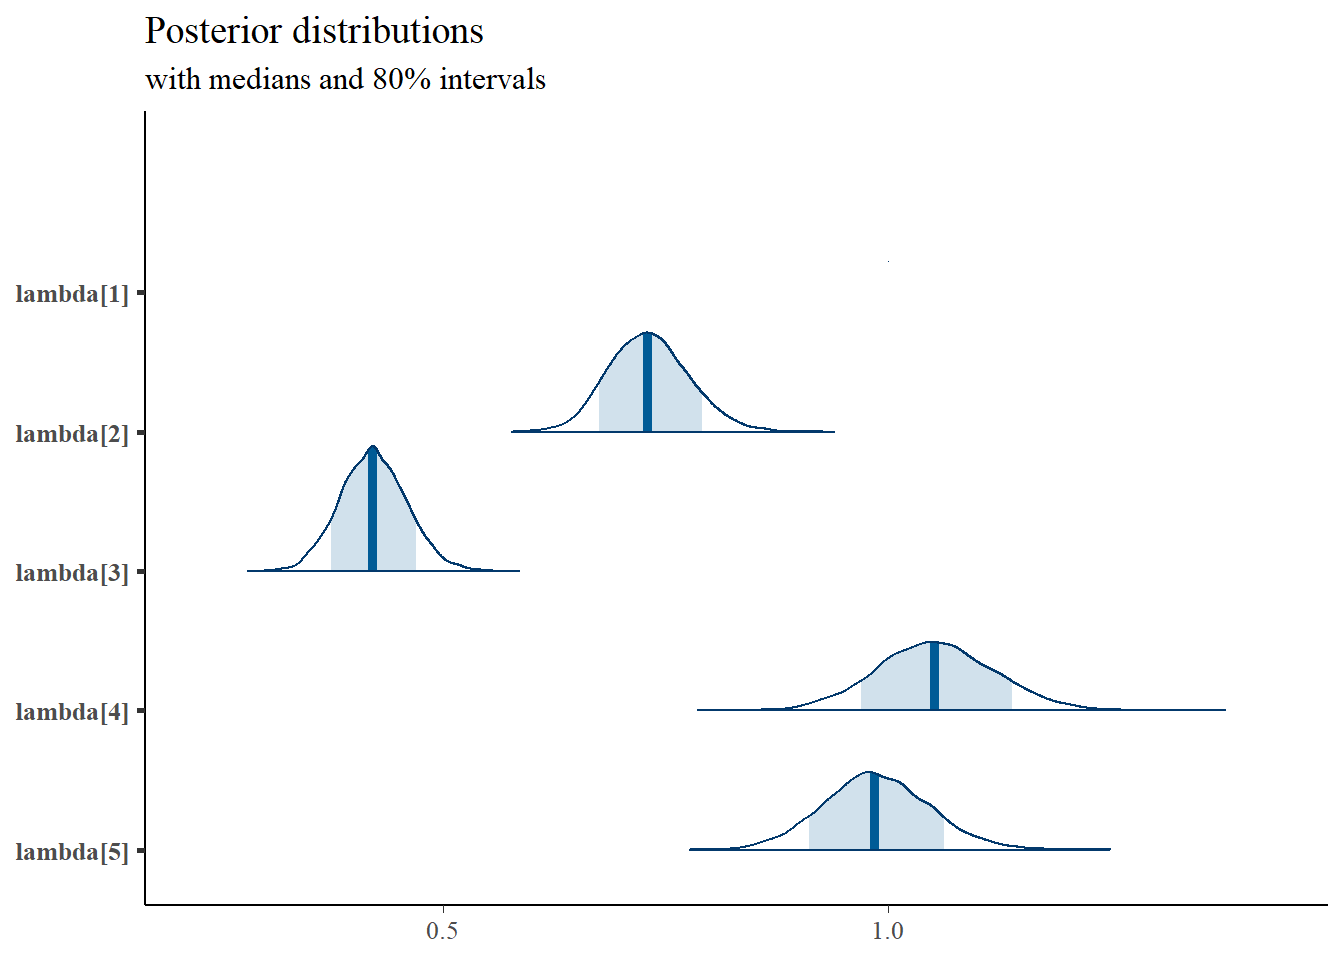 Posterior distributions
with medians and 80% intervals
lambda[1]
lambda[2]
lambda[3]
lambda[4]
lambda[5]
0.5
1.0